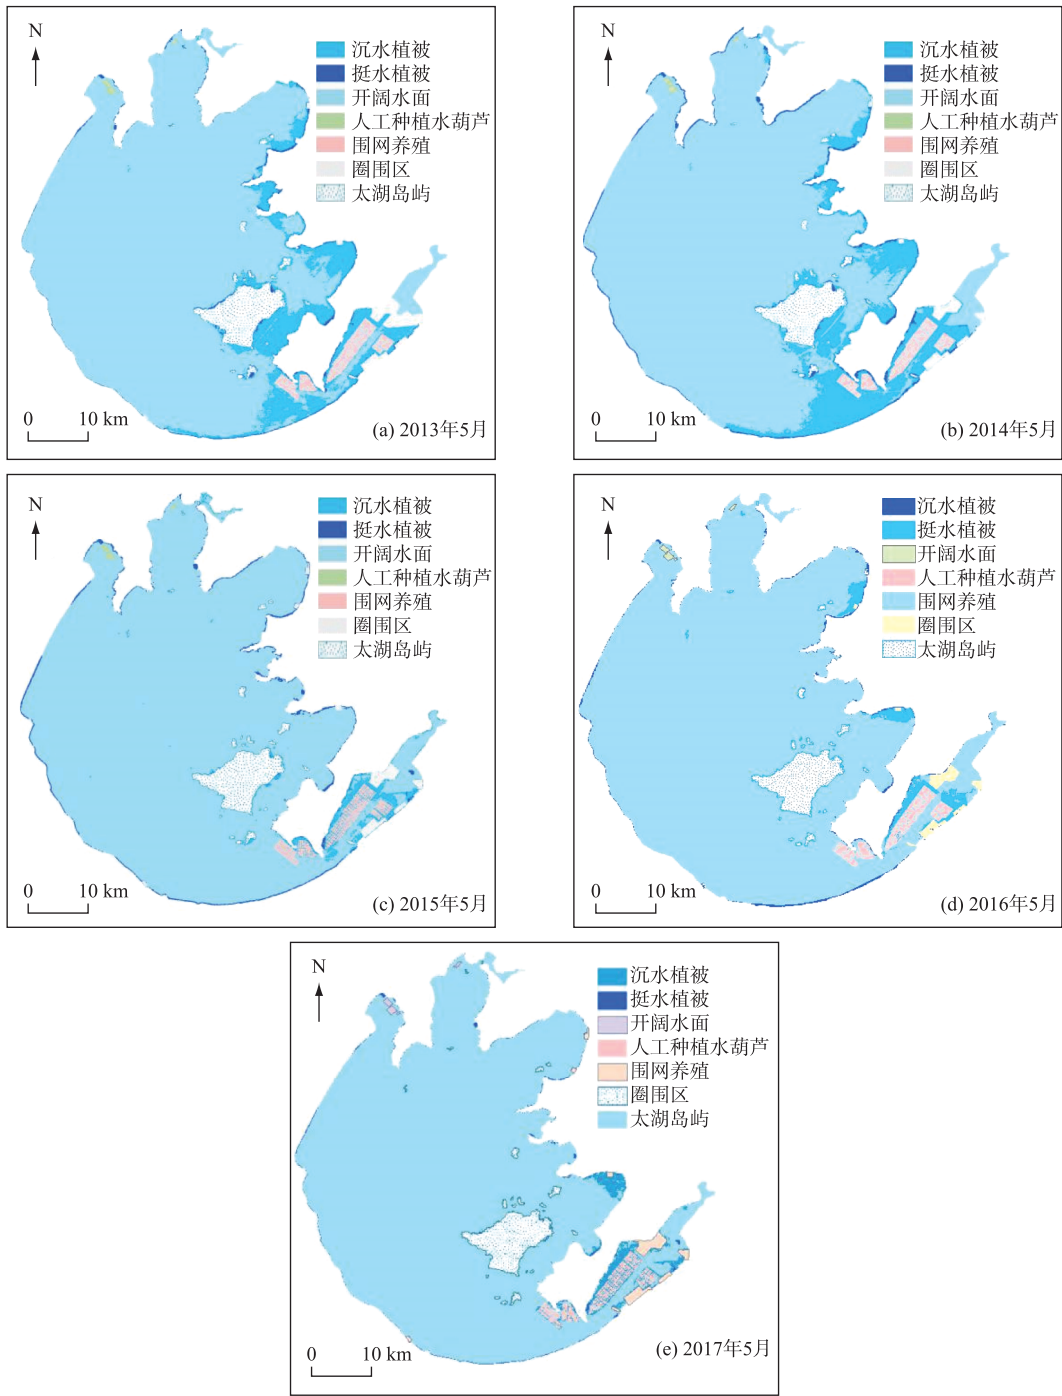 N
沉水植被
挺水植被
开阔水面
人工种植水葫芦
围网养殖
圈围区
太湖岛屿
0 10 km
(a) 2013年5月
N
沉水植被
挺水植被
开阔水面
人工种植水葫芦
围网养殖
圈围区
太湖岛屿
0 10 km
(b) 2014年5月
N
沉水植被
挺水植被
开阔水面
人工种植水葫芦
围网养殖
圈围区
太湖岛屿
0 10 km
(c) 2015年5月
N
沉水植被
挺水植被
开阔水面
人工种植水葫芦
围网养殖
圈围区
太湖岛屿
0 10 km
(d) 2016年5月
N
沉水植被
挺水植被
开阔水面
人工种植水葫芦
围网养殖
圈围区
太湖岛屿
0 10 km
(e) 2017年5月